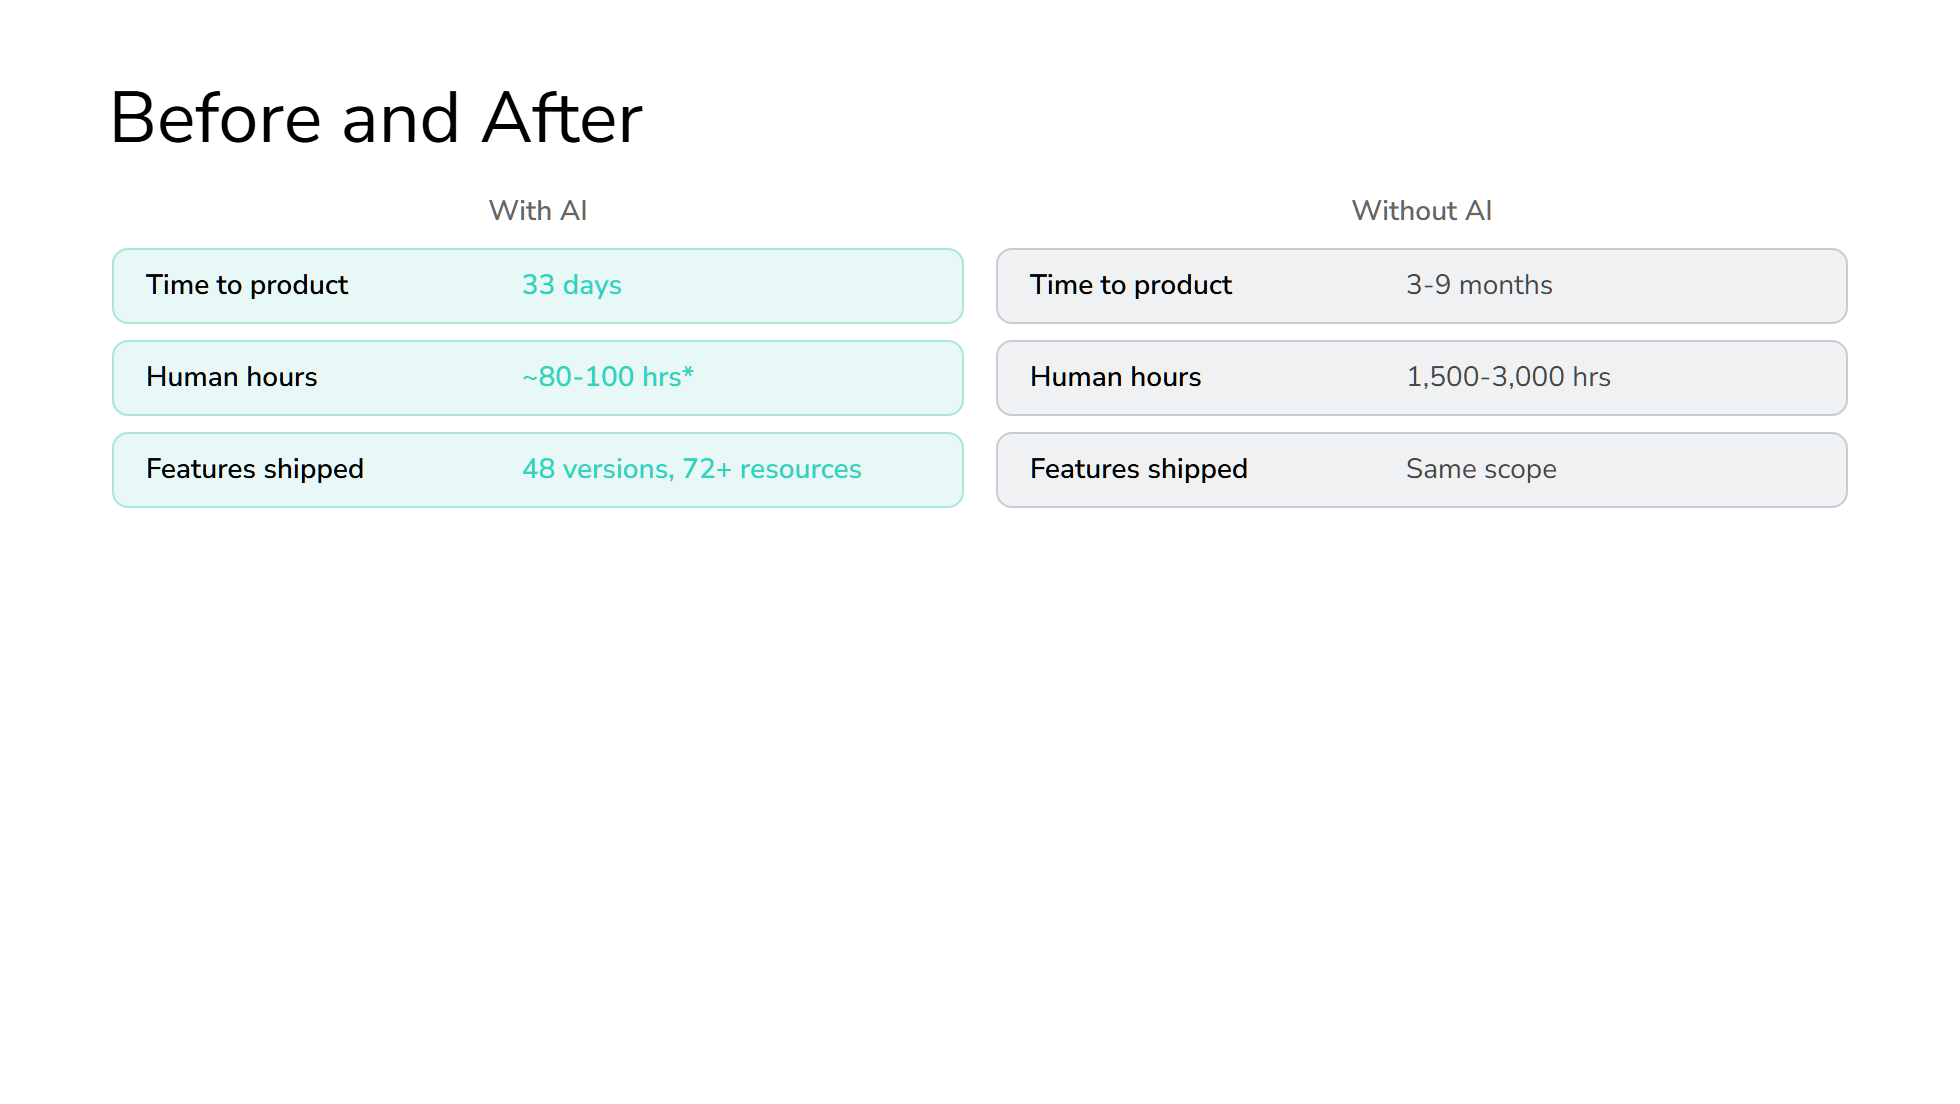 Before and After
With AI
Time to product 33 days
Human hours ~80-100 hrs*
Features shipped 48 versions, 72+ resources
Without AI
Time to product 3-9 months
Human hours 1,500-3,000 hrs
Features shipped Same scope